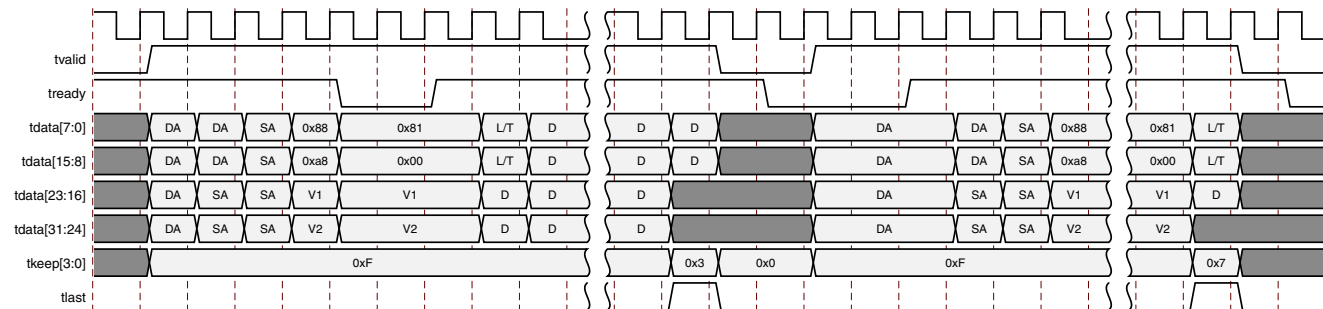 tvalid
tready
tdata[7:0] DA DA SA 0x88 0x81 L/T D D D DA DA SA 0x88 0x81 L/T
tdata[15:8] DA DA SA 0xa8 0x00 L/T D D D DA DA SA 0xa8 0x00 L/T
tdata[23:16] DA SA SA V1 V1 D D D DA SA SA V1 V1 D
tdata[31:24] DA SA SA V2 V2 D D D DA SA SA V2 V2
tkeep[3:0] 0xF 0x3 0x0 0xF 0x7
tlast